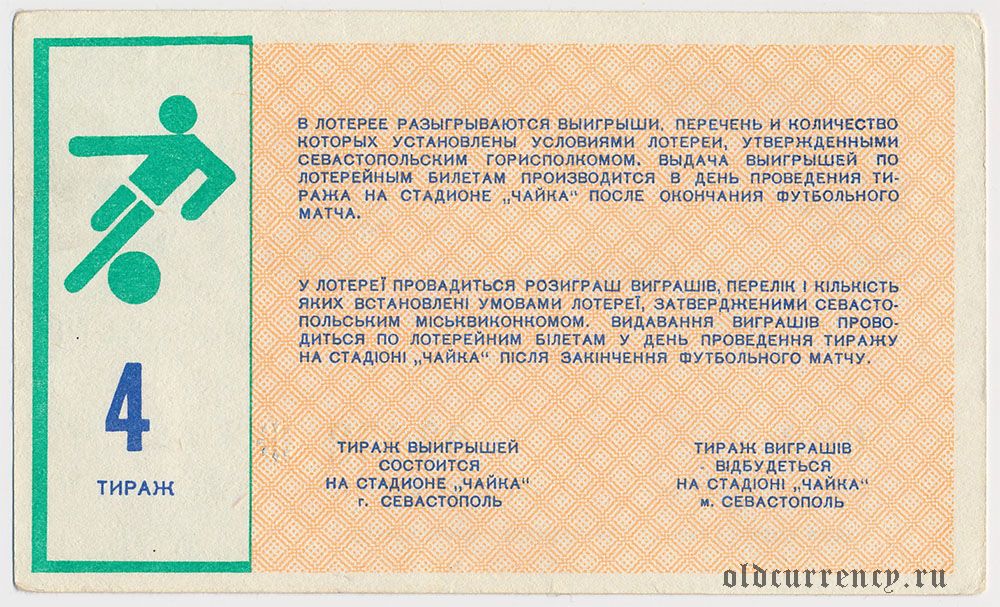 В ЛОТЕРЕЕ РАЗЫГРЫВАЮТСЯ ВЫИГРЫШИ, ПЕРЕЧЕНЬ И КОЛИЧЕСТВО
КОТОРЫХ УСТАНОВЛЕНЫ УСЛОВИЯМИ ЛОТЕРЕИ, УТВЕРЖДЕННЫМИ
СЕВАСТОПОЛЬСКИМ ГОРИСПОЛКОМОМ. ВЫДАЧА ВЫИГРЫШЕЙ ПО
ЛОТЕРЕЙНЫМ БИЛЕТАМ ПРОИЗВОДИТСЯ В ДЕНЬ ПРОВЕДЕНИЯ ТИ-
РАЖА НА СТАДИОНЕ „ЧАЙКА“ ПОСЛЕ ОКОНЧАНИЯ ФУТБОЛЬНОГО
МАТЧА.
У ЛОТЕРЕЇ ПРОВАДИТЬСЯ РОЗИГРАШ ВИГРАШІВ, ПЕРЕЛІК І КІЛЬКІСТЬ
ЯКИХ ВСТАНОВЛЕНІ УМОВАМИ ЛОТЕРЕЇ, ЗАТВЕРДЖЕНИМИ СЕВАСТО-
ПОЛЬСЬКИМ МІСЬКВИКОНКОМОМ. ВИДАВАННЯ ВИГРАШІВ ПРОВО-
ДИТЬСЯ ПО ЛОТЕРЕЙНИМ БІЛЕТАМ У ДЕНЬ ПРОВЕДЕННЯ ТИРАЖУ
НА СТАДІОНІ „ЧАЙКА“ ПІСЛЯ ЗАКІНЧЕННЯ ФУТБОЛЬНОГО МАТЧУ.
4
ТИРАЖ
ТИРАЖ ВЫИГРЫШЕЙ
СОСТОИТСЯ
НА СТАДИОНЕ „ЧАЙКА“
г. СЕВАСТОПОЛЬ
ТИРАЖ ВИГРАШІВ
ВІДБУДЕТЬСЯ
НА СТАДІОНІ „ЧАЙКА“
м. СЕВАСТОПОЛЬ
oldcurrency.ru